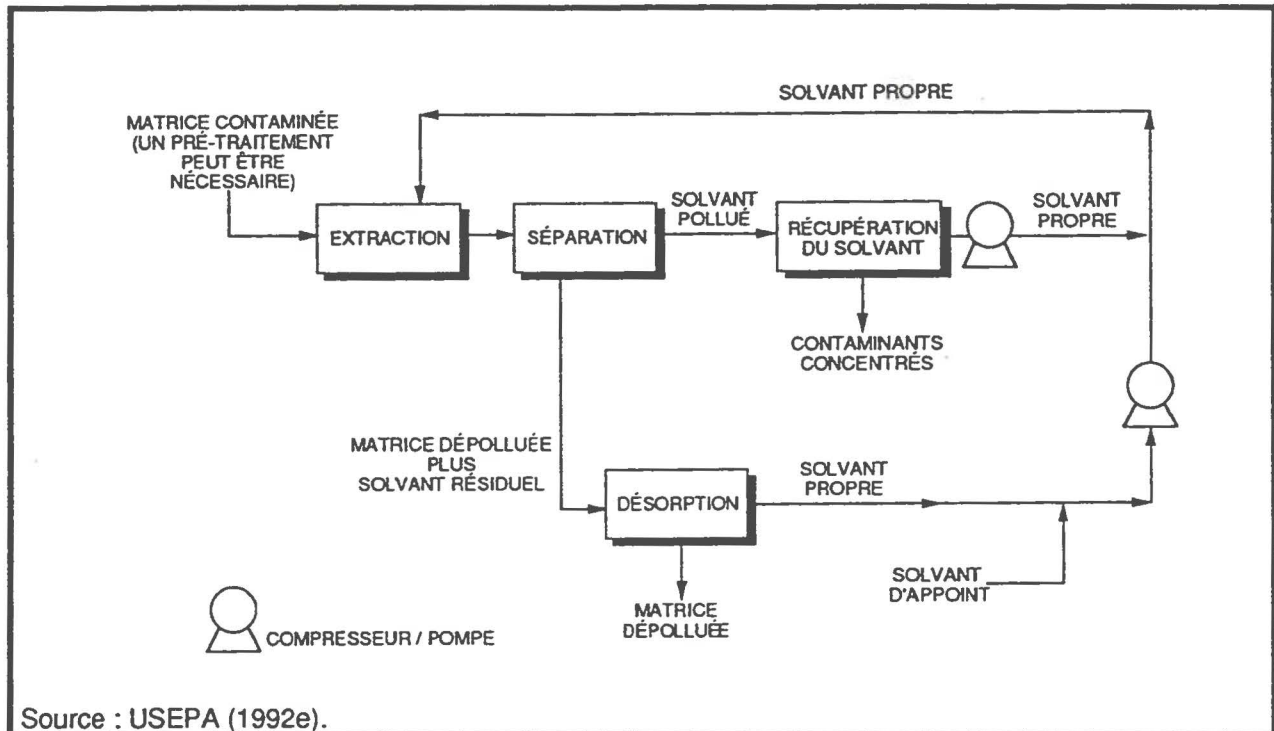 SOLVANT PROPRE
MATRICE CONTAMINÉE
(UN PRÉ-TRAITEMENT
PEUT ÊTRE
NÉCESSAIRE)
EXTRACTION
SÉPARATION
SOLVANT
POLLUÉ
RÉCUPÉRATION
DU SOLVANT
SOLVANT
PROPRE
CONTAMINANTS
CONCENTRÉS
MATRICE DÉPOLLUÉE
PLUS
SOLVANT RÉSIDUEL
DÉSORPTION
SOLVANT
PROPRE
SOLVANT
D'APPOINT
MATRICE
DÉPOLLUÉE
COMPRESSEUR / POMPE
Source : USEPA (1992e).